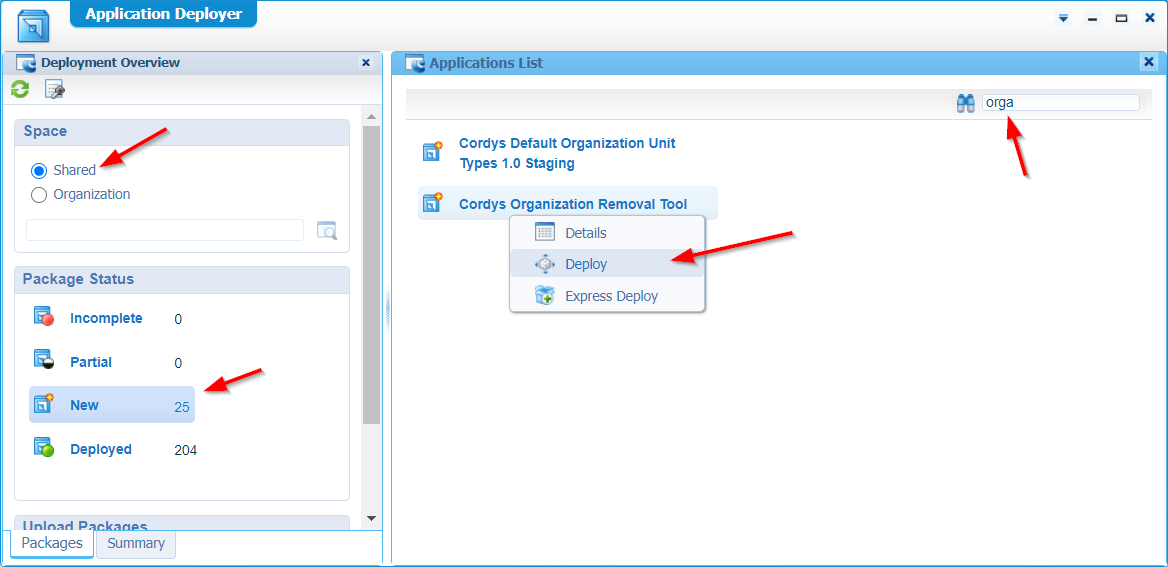 Application Deployer
Deployment Overview
Space
Shared
Organization
Package Status
Incomplete 0
Partial 0
New 25
Deployed 204
Upload Packages
Packages Summary
Applications List
orga
Cordys Default Organization Unit
Types 1.0 Staging
Cordys Organization Removal Tool
Details
Deploy
Express Deploy